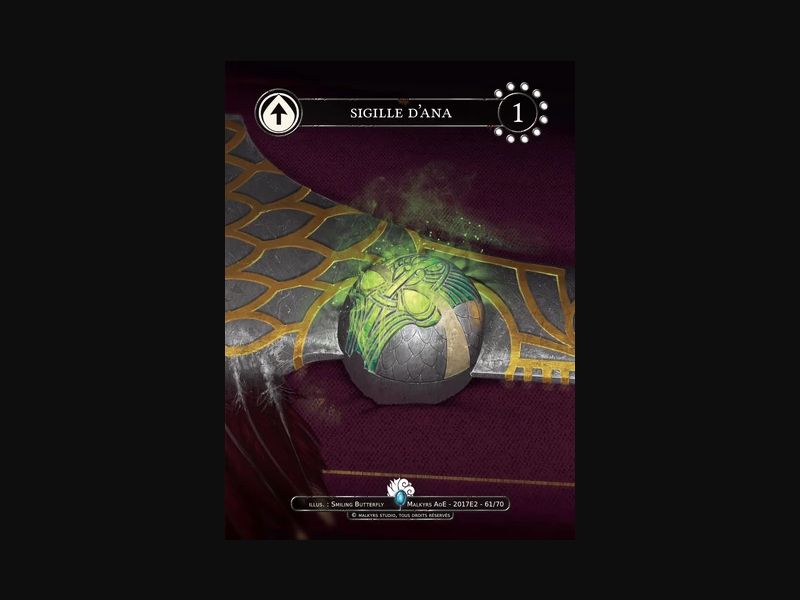 SIGILLE D'ANA
1
ILLUS. : SMILING BUTTERFLY
MALKYRS AOE - 2017E2 - 61/70
© MALKYRS STUDIO, TOUS DROITS RÉSERVÉS